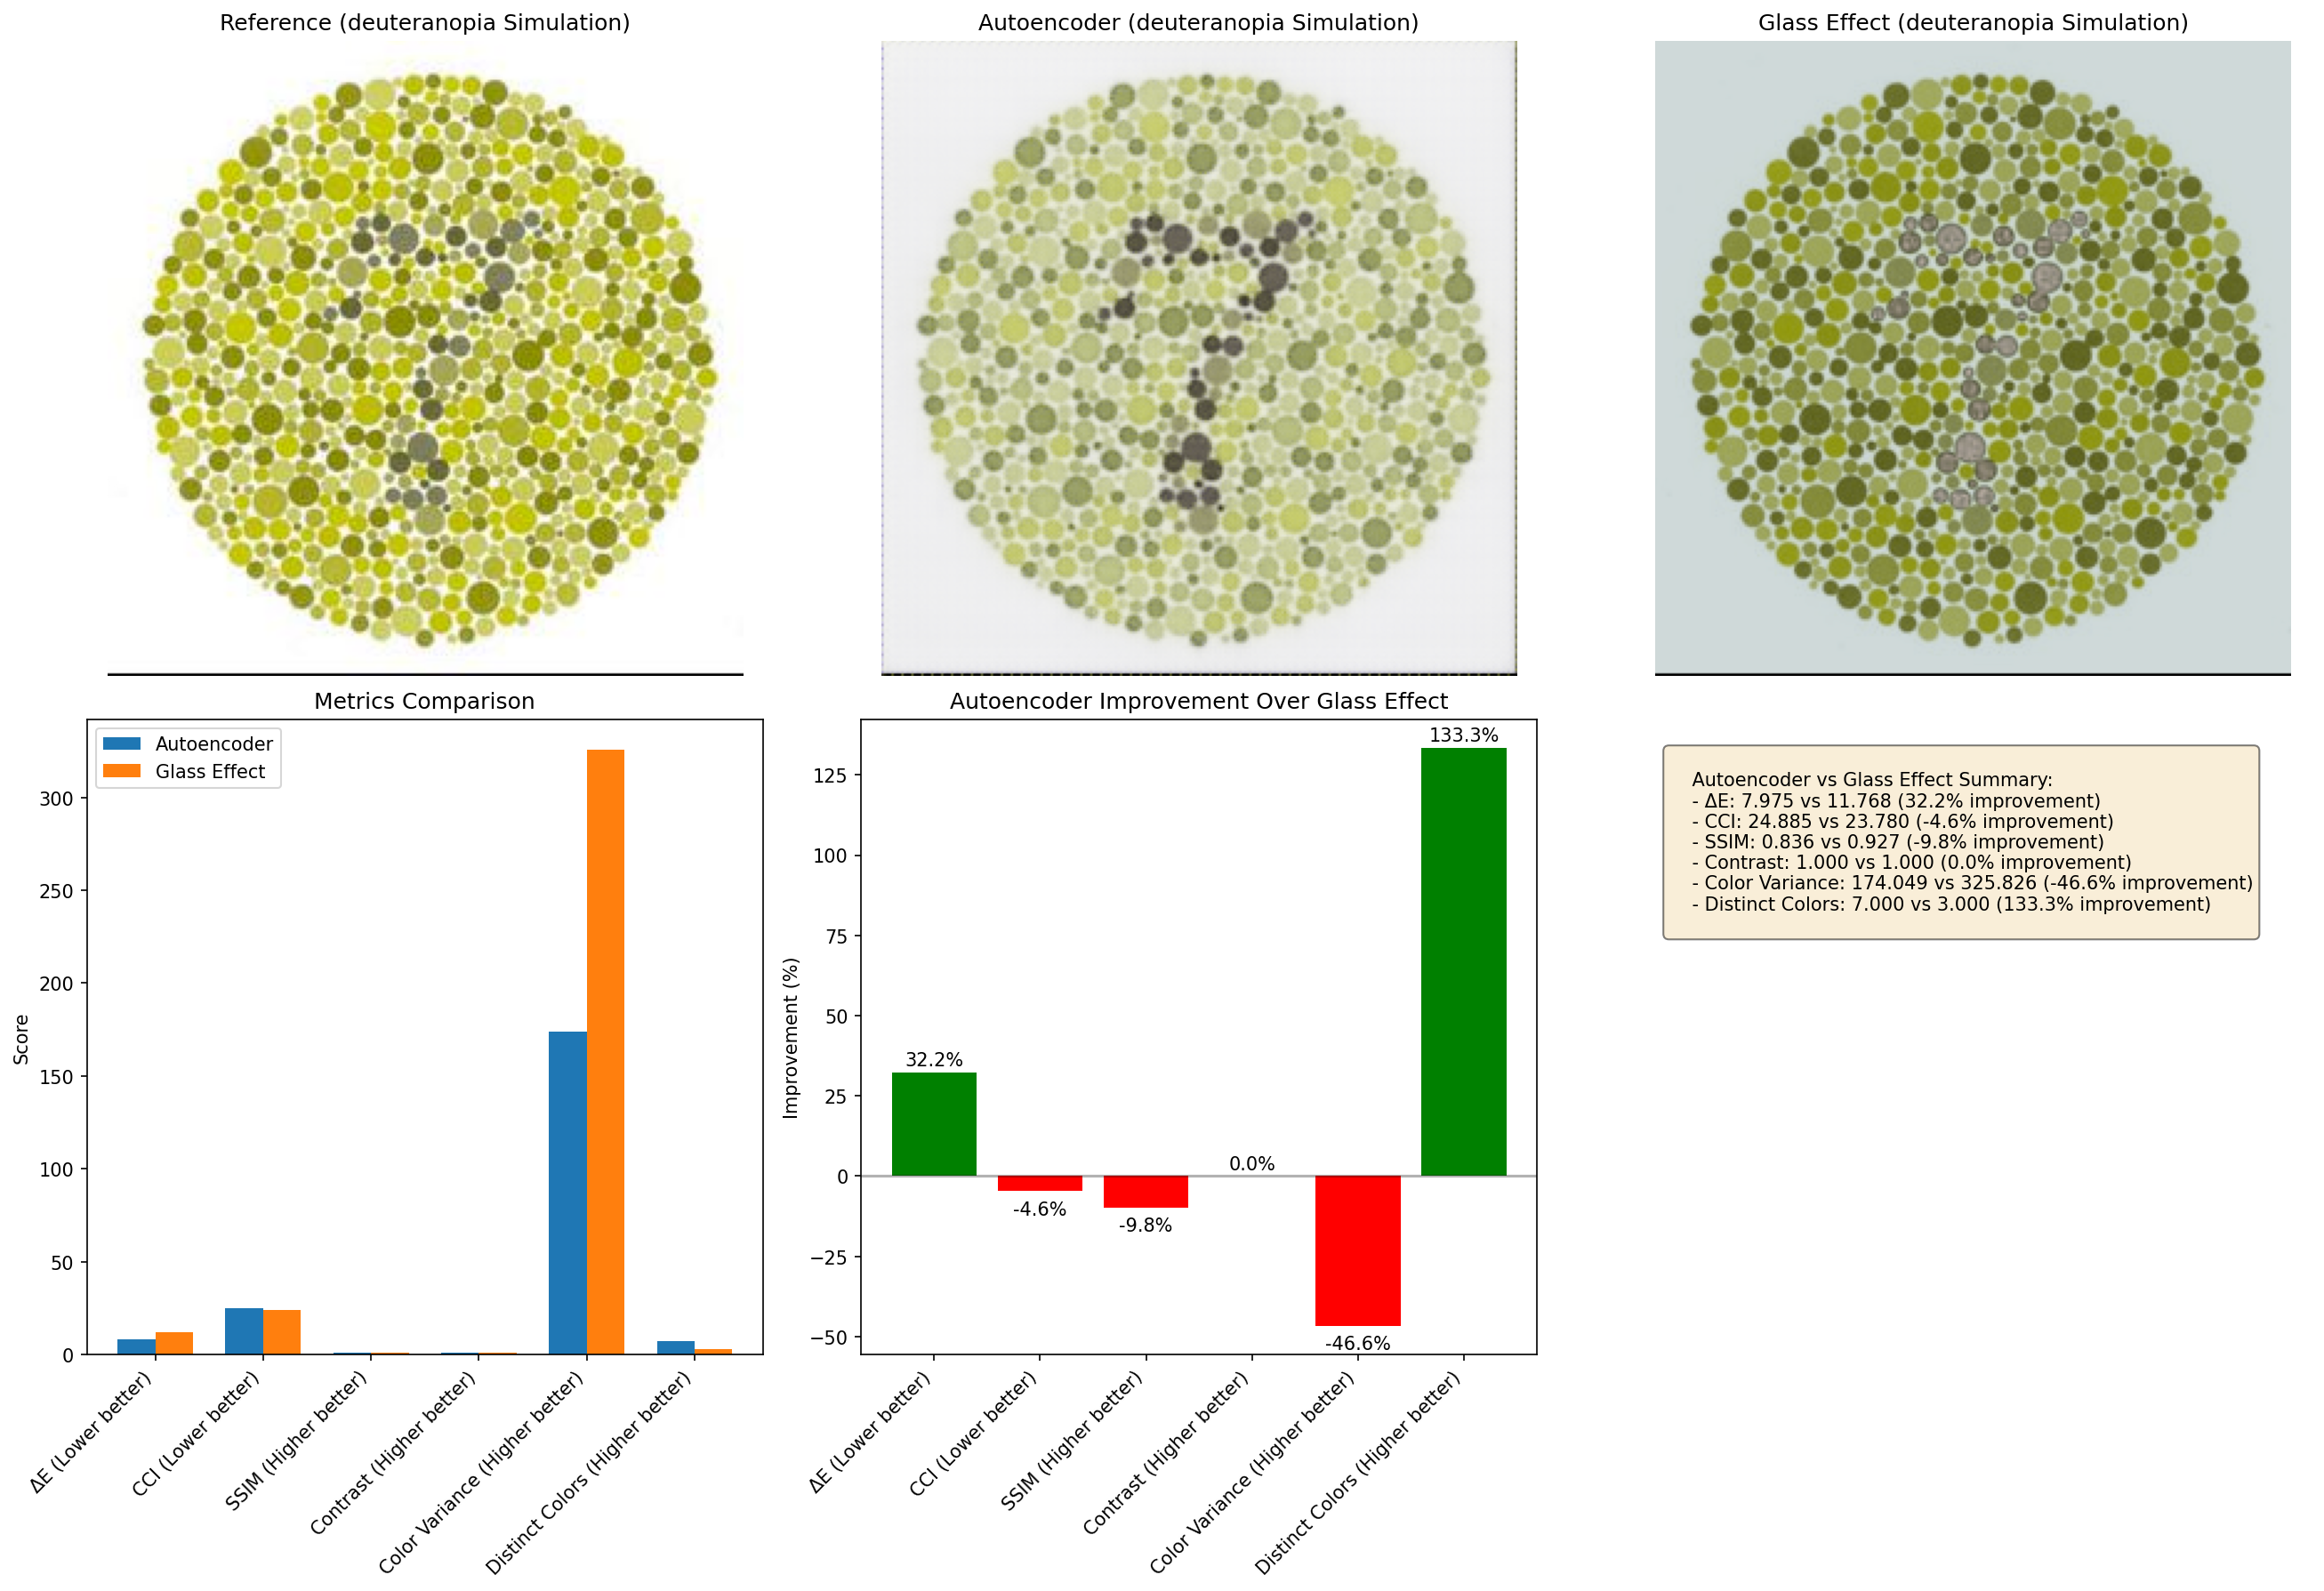 Reference (deuteranopia Simulation)
Autoencoder (deuteranopia Simulation)
Glass Effect (deuteranopia Simulation)
7
7
7
Metrics Comparison
Autoencoder
Glass Effect
Score
300
250
200
150
100
50
0
ΔE (Lower better)
CCI (Lower better)
SSIM (Higher better)
Contrast (Higher better)
Color Variance (Higher better)
Distinct Colors (Higher better)
Autoencoder Improvement Over Glass Effect
Improvement (%)
125
100
75
50
25
0
−25
−50
32.2%
-4.6%
-9.8%
0.0%
-46.6%
133.3%
ΔE (Lower better)
CCI (Lower better)
SSIM (Higher better)
Contrast (Higher better)
Color Variance (Higher better)
Distinct Colors (Higher better)
Autoencoder vs Glass Effect Summary:
- ΔE: 7.975 vs 11.768 (32.2% improvement)
- CCI: 24.885 vs 23.780 (-4.6% improvement)
- SSIM: 0.836 vs 0.927 (-9.8% improvement)
- Contrast: 1.000 vs 1.000 (0.0% improvement)
- Color Variance: 174.049 vs 325.826 (-46.6% improvement)
- Distinct Colors: 7.000 vs 3.000 (133.3% improvement)